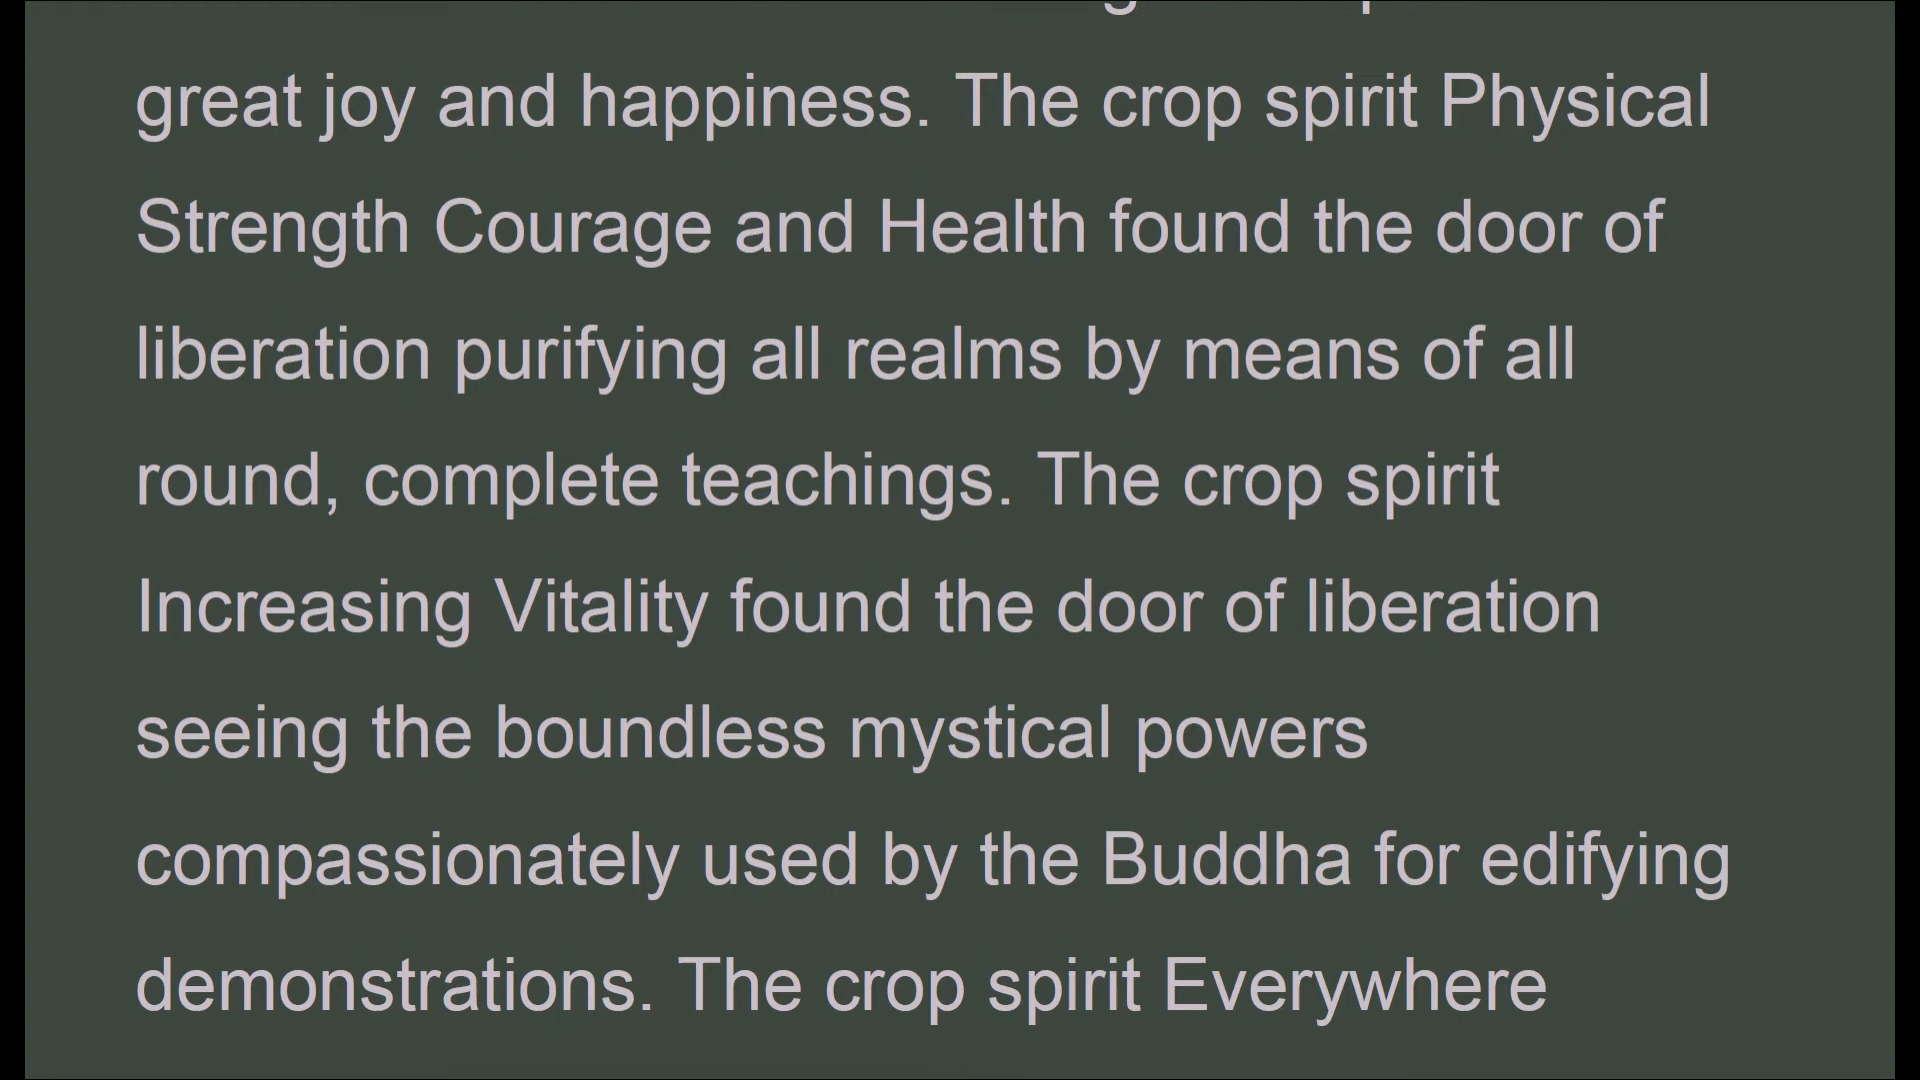 great joy and happiness. The crop spirit Physical
Strength Courage and Health found the door of
liberation purifying all realms by means of all
round, complete teachings. The crop spirit
Increasing Vitality found the door of liberation
seeing the boundless mystical powers
compassionately used by the Buddha for edifying
demonstrations. The crop spirit Everywhere